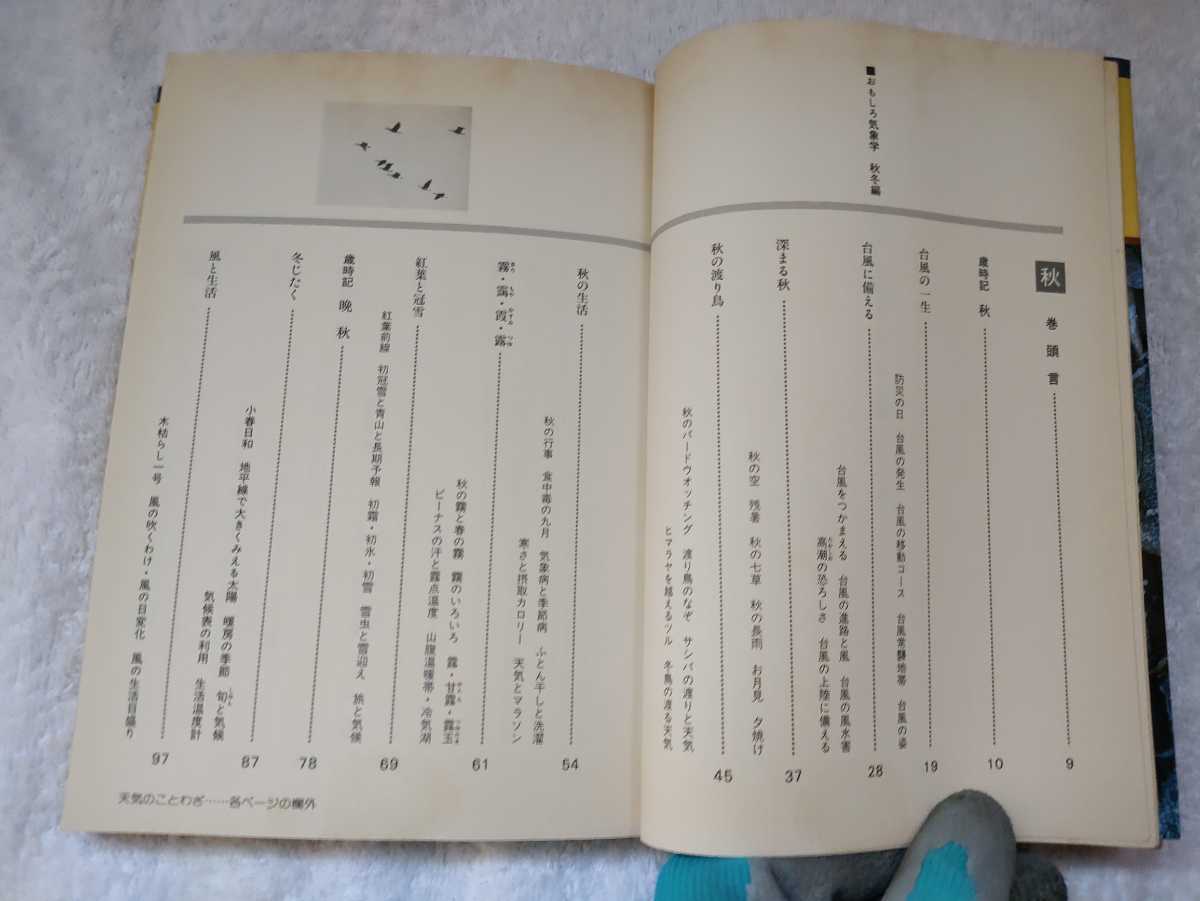 ■おもしろ気象学　秋冬編
秋　巻頭言……9
歳時記　秋……10
台風の一生……19
防災の日　台風の発生　台風の移動コース　台風常襲地帯　台風の姿
台風に備える……28
台風をつかまえる　台風の進路と風　台風の風水害
高潮の恐ろしさ　台風の上陸に備える
深まる秋……37
秋の空　残暑　秋の七草　秋の長雨　お月見　夕焼け
秋の渡り鳥……45
秋のバードウオッチング　渡り鳥のなぞ　サシバの渡りと天気
ヒマラヤを越えるツル　冬鳥の渡る天気
秋の生活……54
秋の行事　食中毒の九月　気象病と季節病　ふとん干しと洗濯
寒さと摂取カロリー　天気とマラソン
霧・靄・霞・露……61
秋の霧と春の霧　霧のいろいろ　露・甘露・露玉
ビーナスの汗と露点温度　山腹温暖帯・冷気湖
紅葉と冠雪……69
紅葉前線　初冠雪と青山と長期予報　初霜・初氷・初雪　雪虫と雪迎え　旅と気候
歳時記　晩秋……78
冬じたく……87
小春日和　地平線で大きくみえる太陽　暖房の季節　旬と気候
気候表の利用　生活温度計
風と生活……97
木枯らし一号　風の吹くわけ・風の日変化　風の生活目盛り
天気のことわざ……各ページの欄外